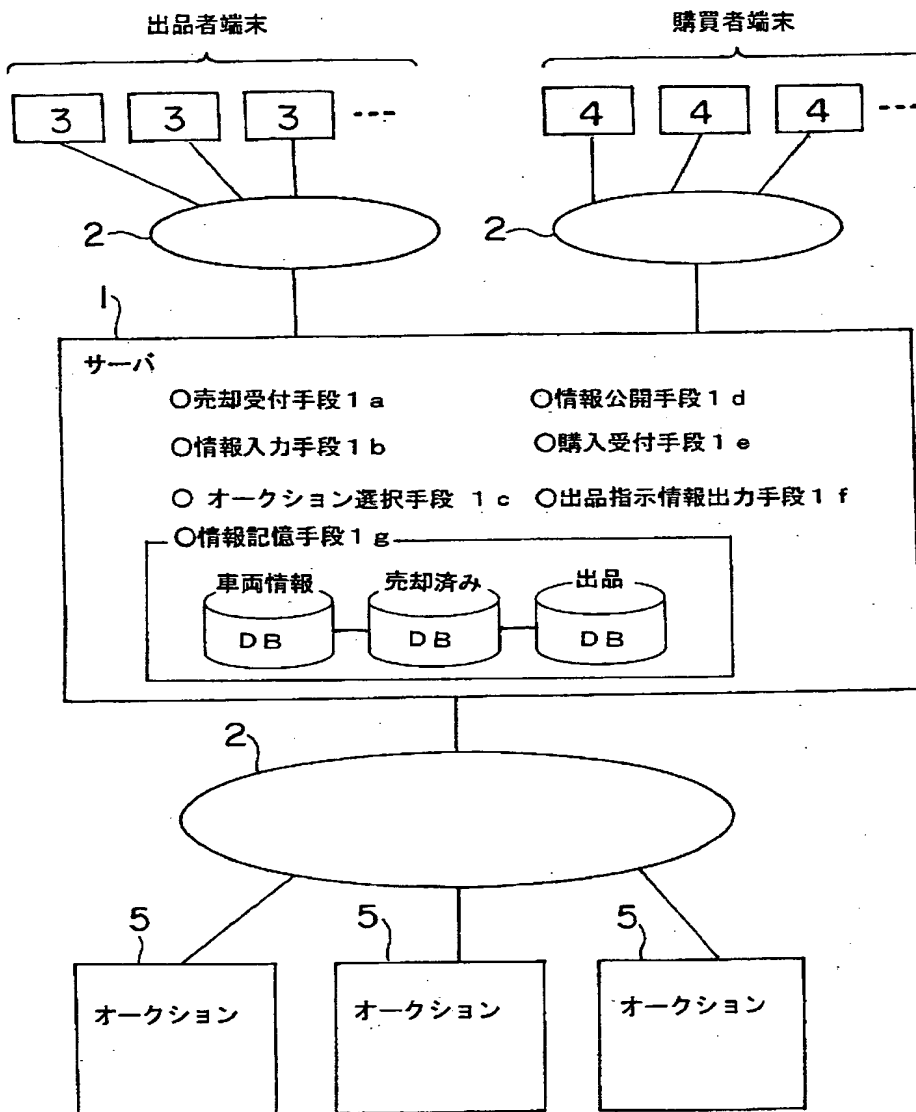 出品者端末 購買者端末
3 3 3 --- 4 4 4 ---
2 2
1
サーバ
○売却受付手段1a ○情報公開手段1d
○情報入力手段1b ○購入受付手段1e
○ オークション選択手段 1c ○出品指示情報出力手段1f
○情報記憶手段1g
車両情報 売却済み 出品
DB DB DB
2
5 5 5
オークション オークション オークション